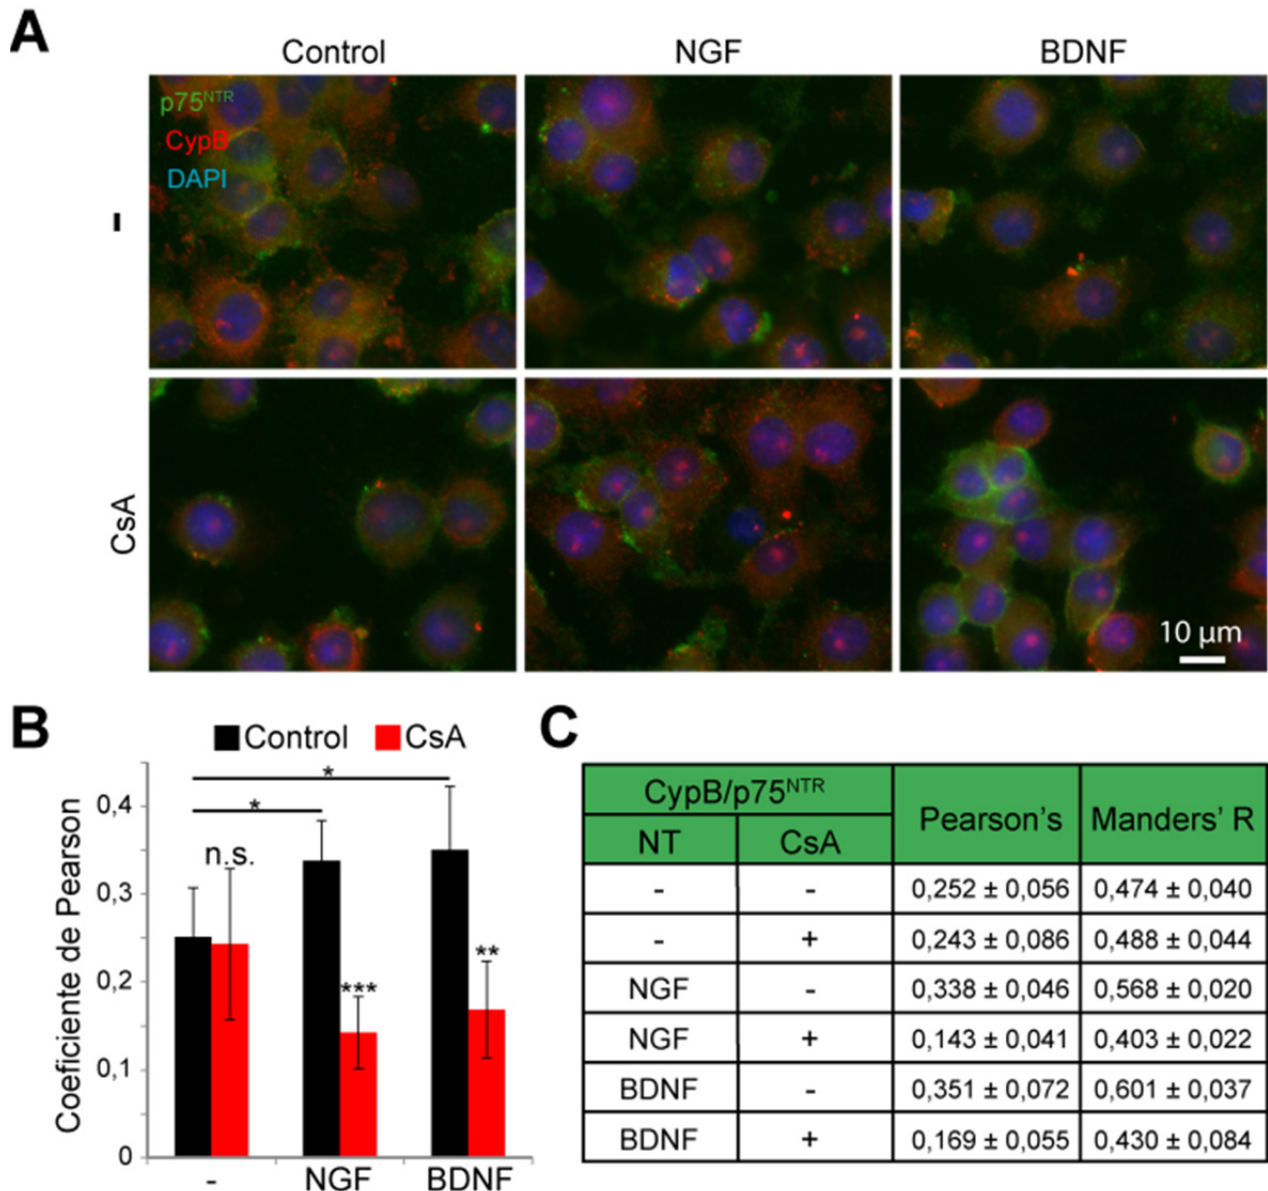 A
Control NGF BDNF
p75NTR
CypB
DAPI
-
CsA
10 µm
B
Control CsA
Coeficiente de Pearson
0,4
0,3
0,2
0,1
0
*
*
n.s.
***
**
- NGF BDNF
C
CypB/p75NTR Pearson's Manders' R
NT CsA
- - 0,252 ± 0,056 0,474 ± 0,040
- + 0,243 ± 0,086 0,488 ± 0,044
NGF - 0,338 ± 0,046 0,568 ± 0,020
NGF + 0,143 ± 0,041 0,403 ± 0,022
BDNF - 0,351 ± 0,072 0,601 ± 0,037
BDNF + 0,169 ± 0,055 0,430 ± 0,084